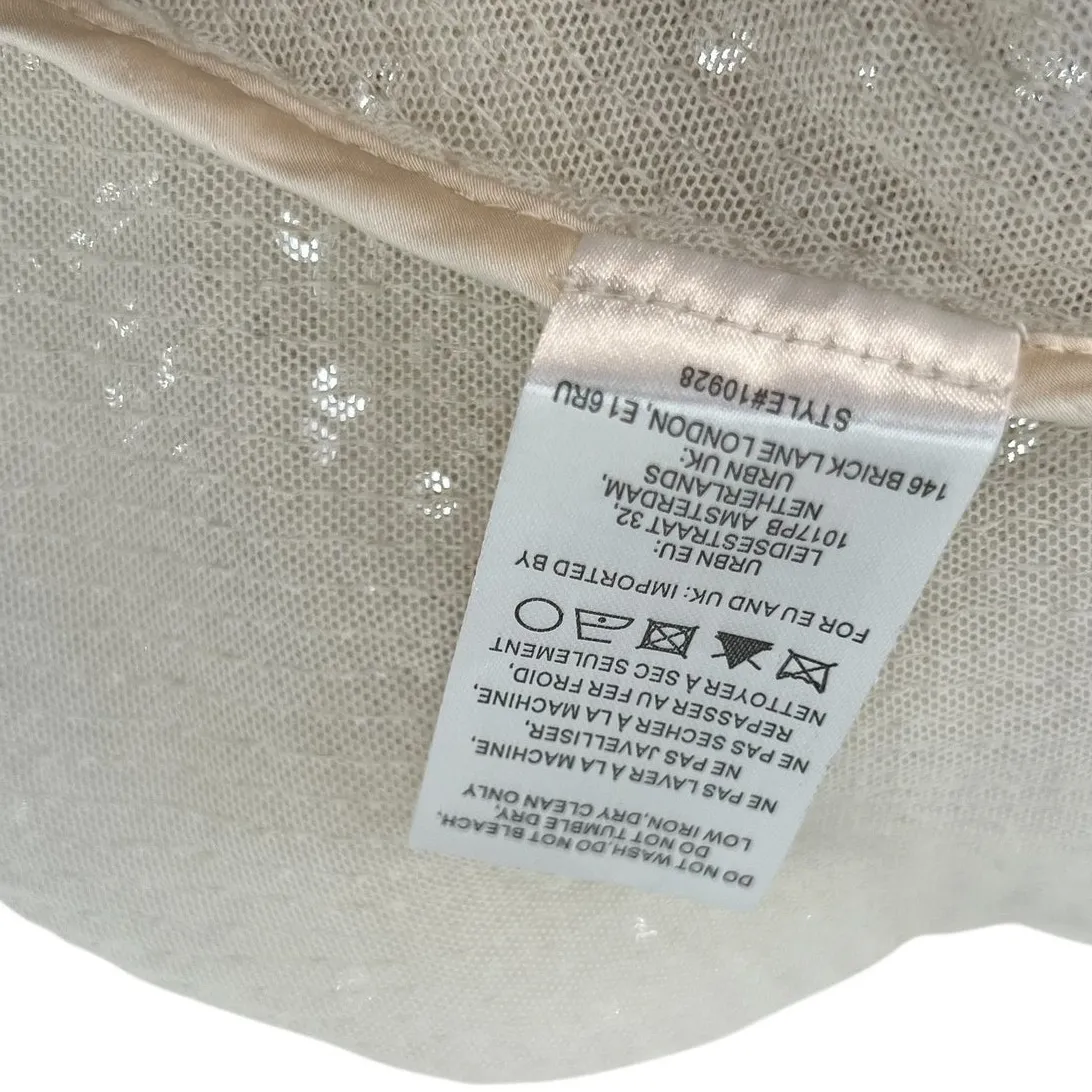 DO NOT WASH,DO NOT BLEACH,
DO NOT TUMBLE DRY,
LOW IRON,DRY CLEAN ONLY
NE PAS LAVER À LA MACHINE,
NE PAS JAVELLISER,
NE PAS SECHER À LA MACHINE,
REPASSER AU FER FROID,
NETTOYER À SEC SEULEMENT
FOR EU AND UK: IMPORTED BY
URBN EU:
LEIDSESTRAAT 32,
1017PB AMSTERDAM,
NETHERLANDS
URBN UK:
146 BRICK LANE LONDON, E1 6RU
STYLE#10928